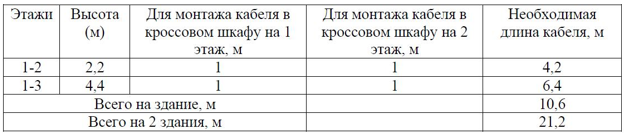 Этажи
Высота
(м)
Для монтажа кабеля в
кроссовом шкафу на 1
этаж, м
Для монтажа кабеля в
кроссовом шкафу на 2
этаж, м
Необходимая
длина кабеля, м
1-2 2,2 1 1 4,2
1-3 4,4 1 1 6,4
Всего на здание, м 10,6
Всего на 2 здания, м 21,2